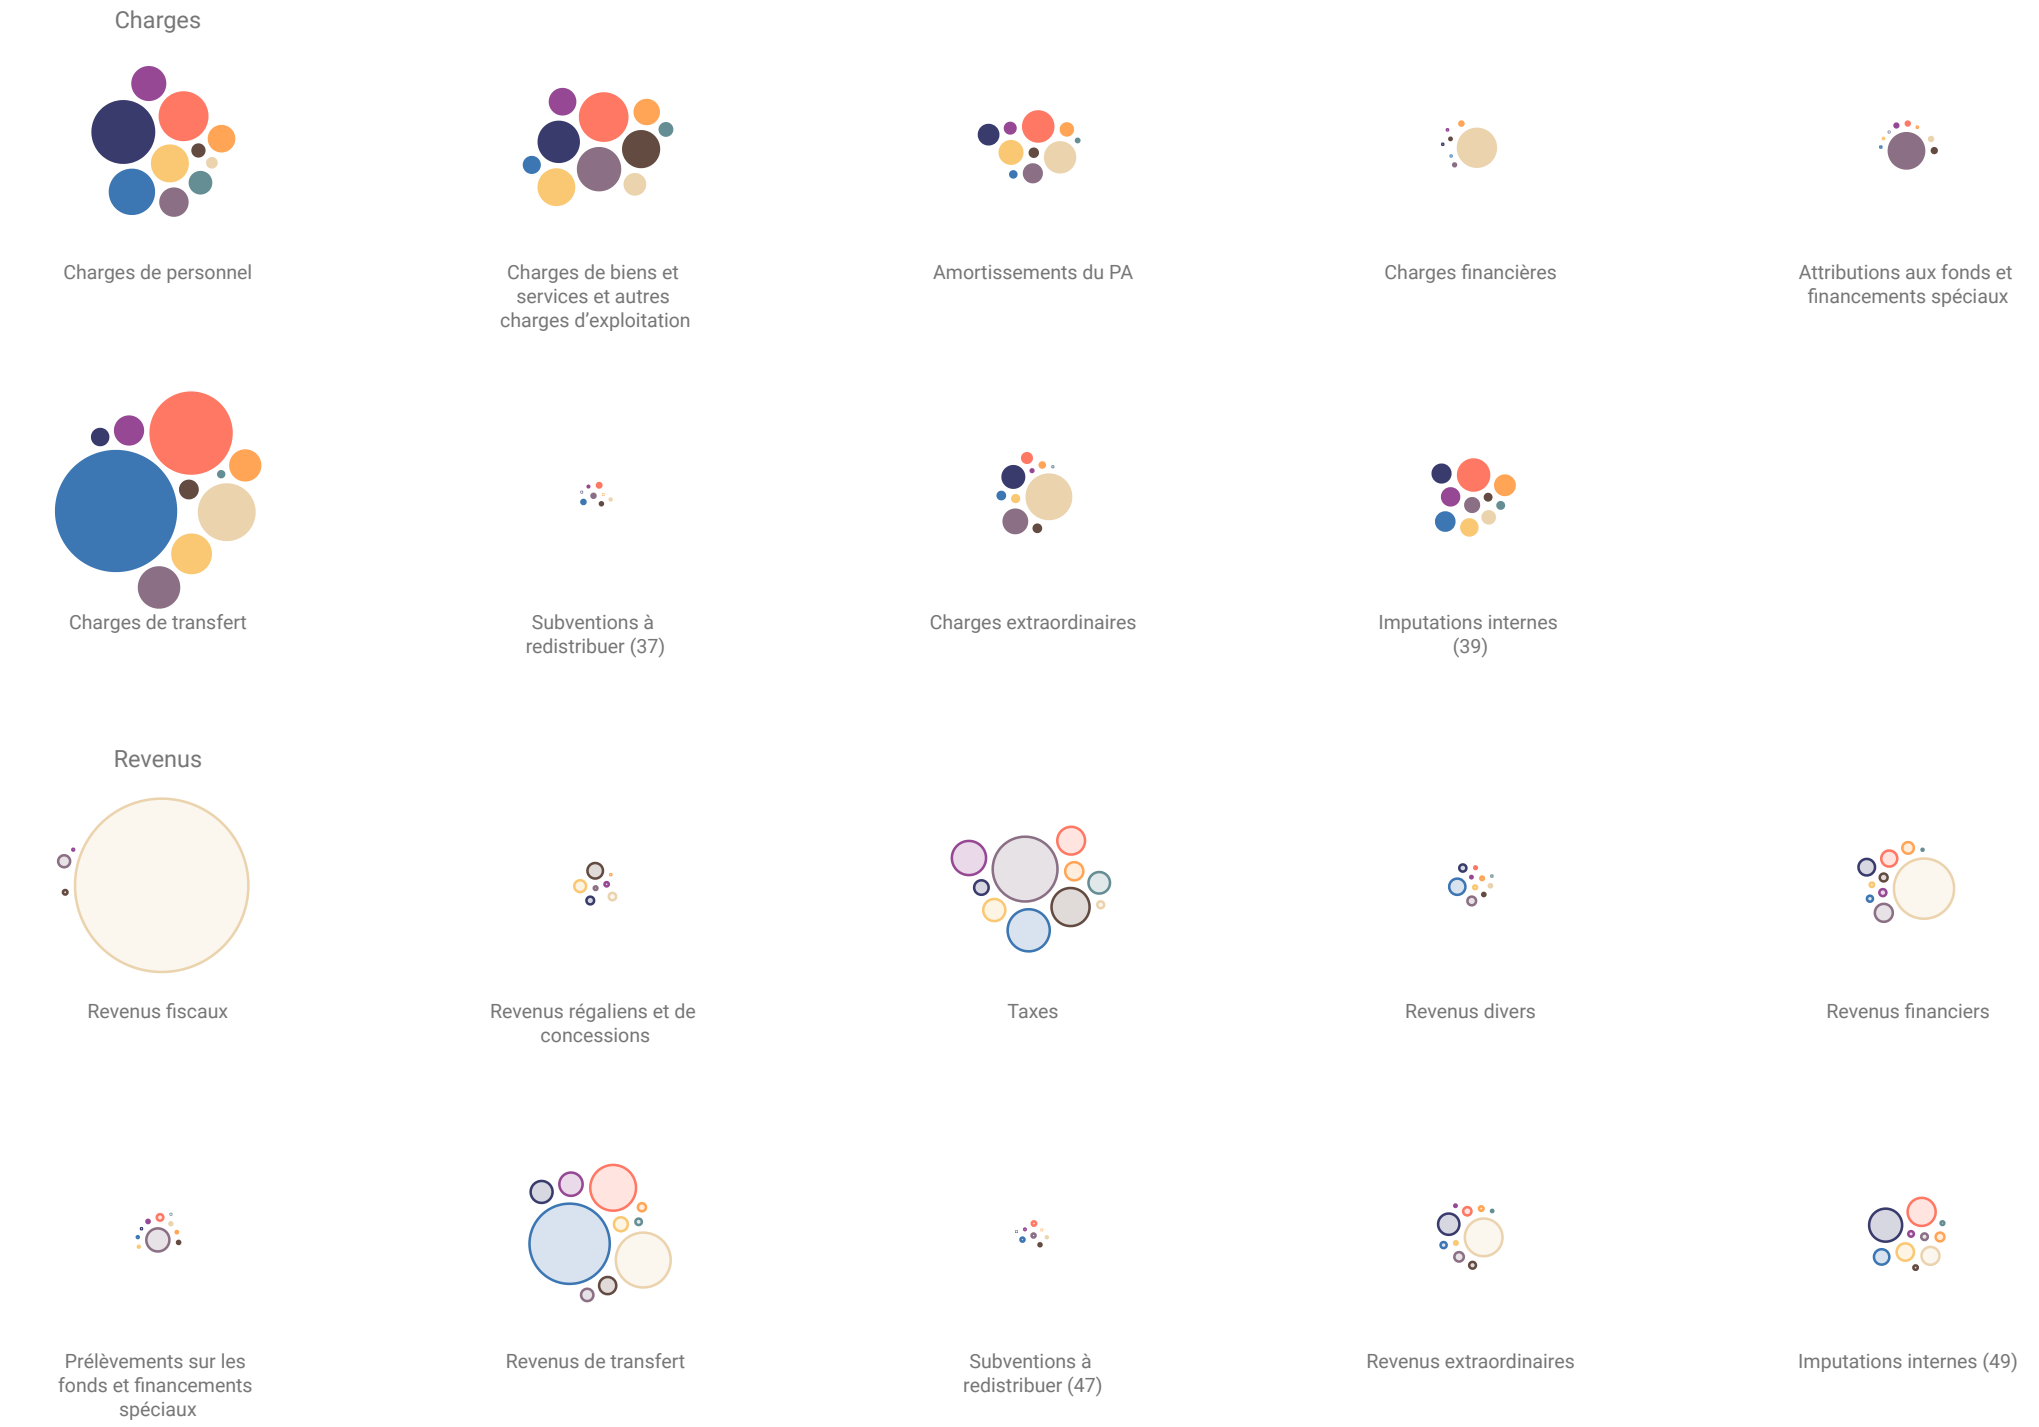 Charges
Charges de personnel
Charges de biens et
services et autres
charges d’exploitation
Amortissements du PA
Charges financières
Attributions aux fonds et
financements spéciaux
Charges de transfert
Subventions à
redistribuer (37)
Charges extraordinaires
Imputations internes
(39)
Revenus
Revenus fiscaux
Revenus régaliens et de
concessions
Taxes
Revenus divers
Revenus financiers
Prélèvements sur les
fonds et financements
spéciaux
Revenus de transfert
Subventions à
redistribuer (47)
Revenus extraordinaires
Imputations internes (49)